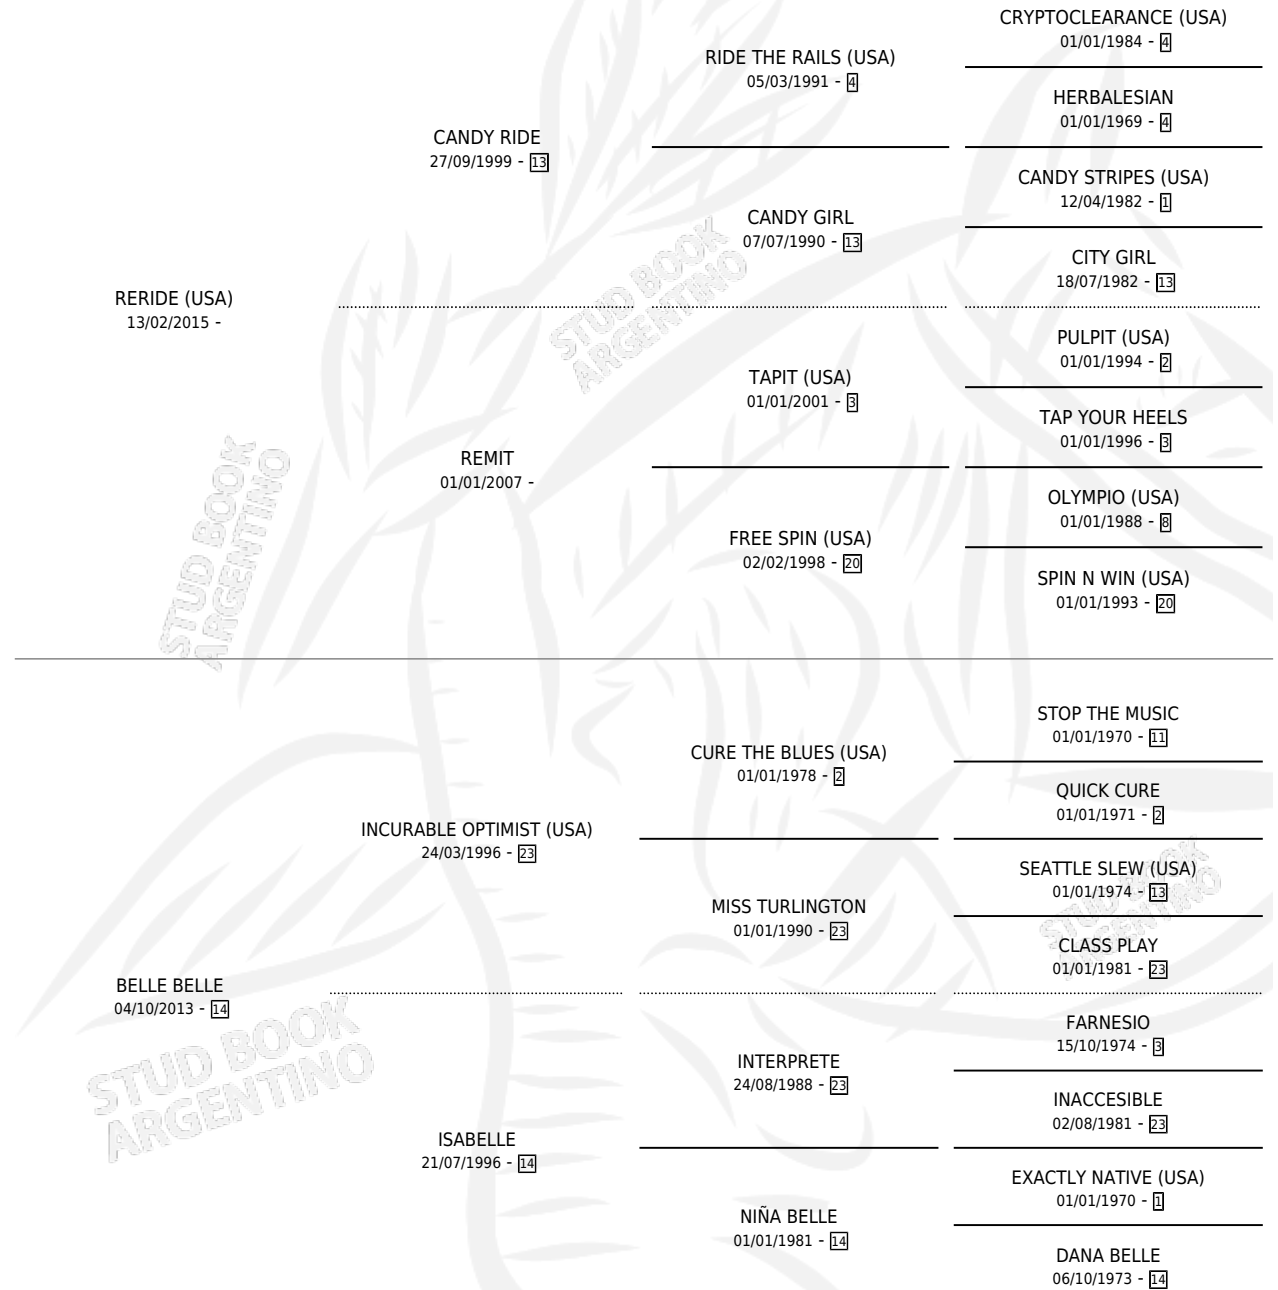 CRYPTOCLEARANCE (USA)
01/01/1984 - 4
RIDE THE RAILS (USA)
05/03/1991 - 4
HERBALESIAN
01/01/1969 - 4
CANDY RIDE
27/09/1999 - 13
CANDY STRIPES (USA)
12/04/1982 - 1
CANDY GIRL
07/07/1990 - 13
CITY GIRL
18/07/1982 - 13
RERIDE (USA)
13/02/2015 -
STUD BOOK
ARGENTINO
PULPIT (USA)
01/01/1994 - 2
TAPIT (USA)
01/01/2001 - 3
TAP YOUR HEELS
01/01/1996 - 3
REMIT
01/01/2007 -
OLYMPIO (USA)
01/01/1988 - 8
FREE SPIN (USA)
02/02/1998 - 20
SPIN N WIN (USA)
01/01/1993 - 20
STUD BOOK
ARGENTINO
STOP THE MUSIC
01/01/1970 - 11
CURE THE BLUES (USA)
01/01/1978 - 2
QUICK CURE
01/01/1971 - 2
INCURABLE OPTIMIST (USA)
24/03/1996 - 23
SEATTLE SLEW (USA)
01/01/1974 - 13
MISS TURLINGTON
01/01/1990 - 23
STUD BOOK
ARGENTINO
CLASS PLAY
01/01/1981 - 23
BELLE BELLE
04/10/2013 - 14
STUD BOOK
ARGENTINO
FARNESIO
15/10/1974 - 3
INTERPRETE
24/08/1988 - 23
INACCESIBLE
02/08/1981 - 23
ISABELLE
21/07/1996 - 14
EXACTLY NATIVE (USA)
01/01/1970 - 1
NIÑA BELLE
01/01/1981 - 14
DANA BELLE
06/10/1973 - 14